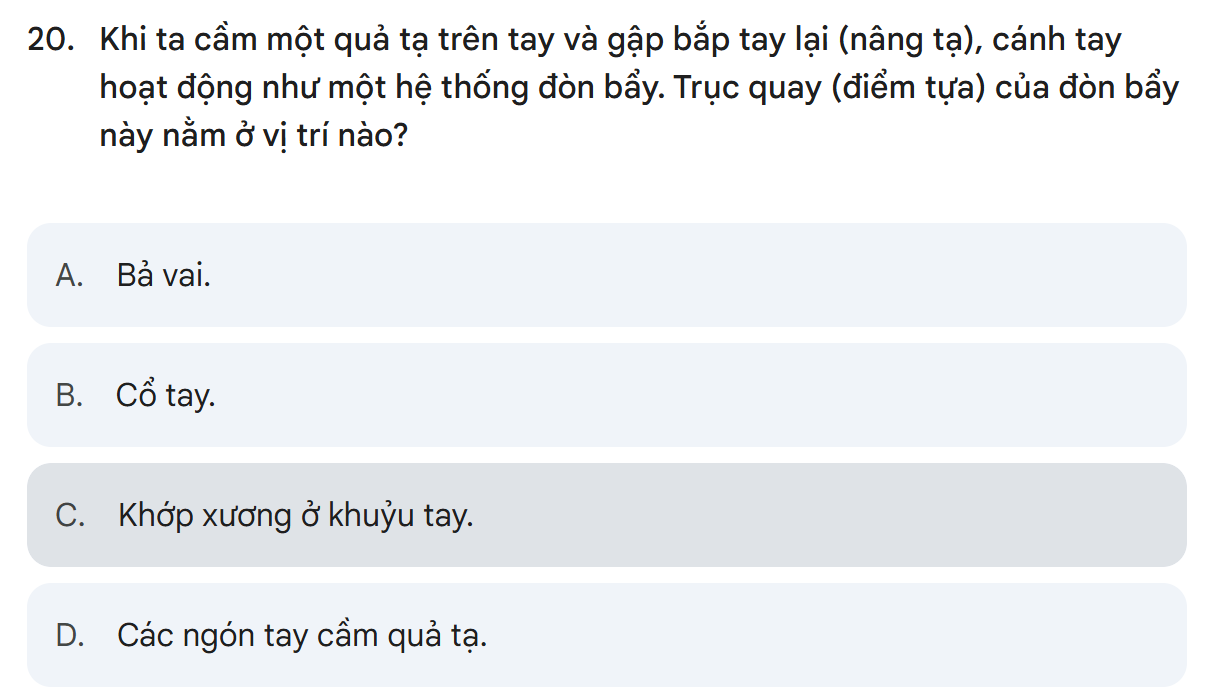 20. Khi ta cầm một quả tạ trên tay và gập bắp tay lại (nâng tạ), cánh tay
hoạt động như một hệ thống đòn bẩy. Trục quay (điểm tựa) của đòn bẩy
này nằm ở vị trí nào?
A. Bả vai.
B. Cổ tay.
C. Khớp xương ở khuỷu tay.
D. Các ngón tay cầm quả tạ.